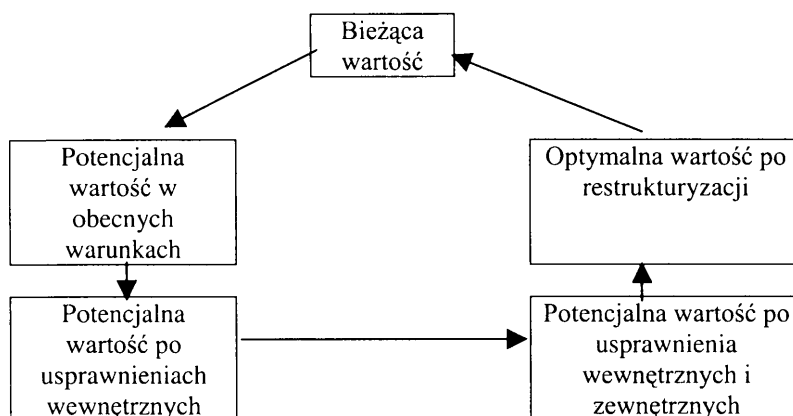 Bieżąca
wartość
Potencjalna
wartość w
obecnych
warunkach
Optymalna wartość po
restrukturyzacji
Potencjalna
wartość po
usprawnieniach
wewnętrznych
Potencjalna wartość po
usprawnienia
wewnętrznych i
zewnętrznych